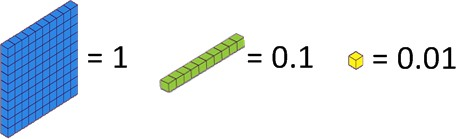 = 1 = 0.1 = 0.01